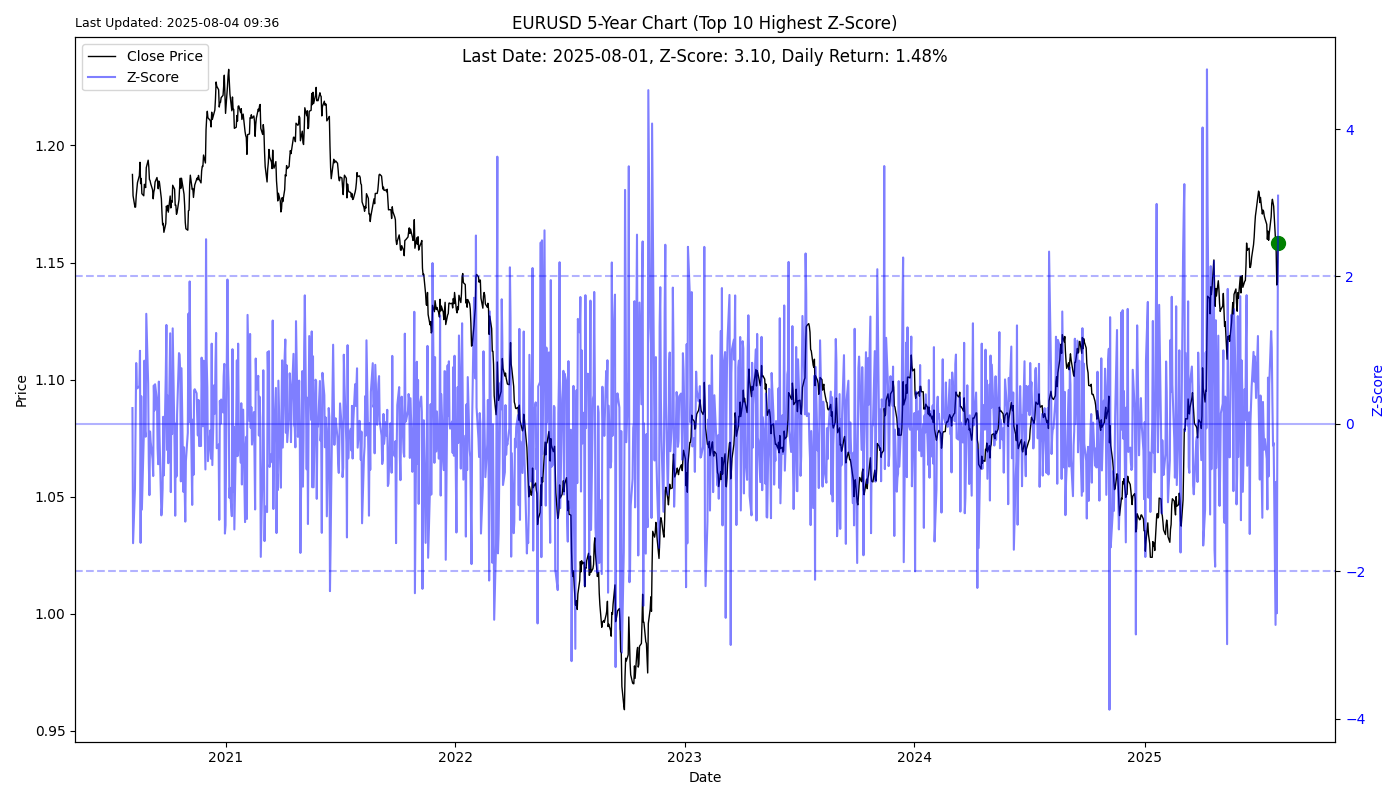 Last Updated: 2025-08-04 09:36
EURUSD 5-Year Chart (Top 10 Highest Z-Score)
Last Date: 2025-08-01, Z-Score: 3.10, Daily Return: 1.48%
Close Price
Z-Score
1.20
1.15
1.10
1.05
1.00
0.95
Price
4
2
0
−2
−4
Z-Score
2021
2022
2023
2024
2025
Date